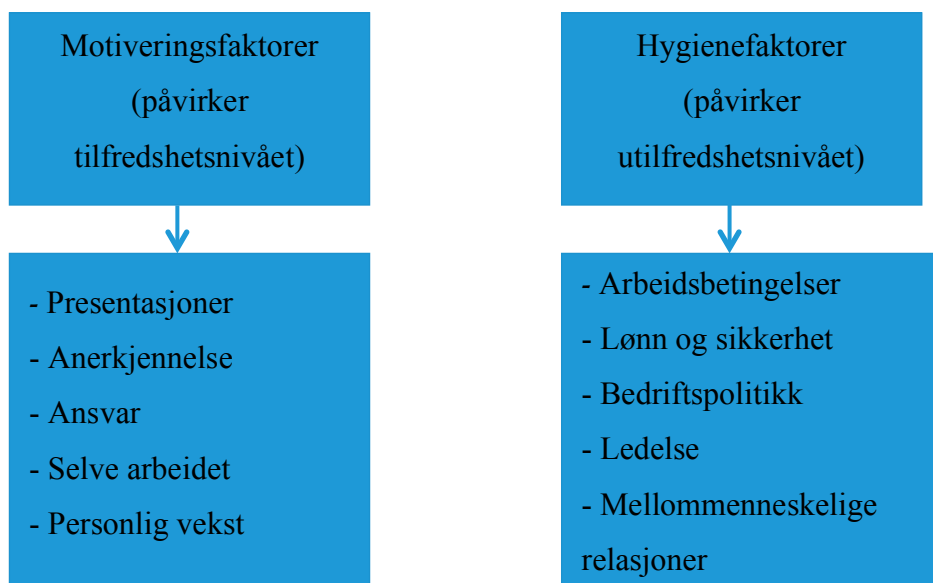 Motiveringsfaktorer
(påvirker
tilfredshetsnivået)
- Presentasjoner
- Anerkjennelse
- Ansvar
- Selve arbeidet
- Personlig vekst
Hygienefaktorer
(påvirker
utilfredshetsnivået)
- Arbeidsbetingelser
- Lønn og sikkerhet
- Bedriftspolitikk
- Ledelse
- Mellommenneskelige
relasjoner